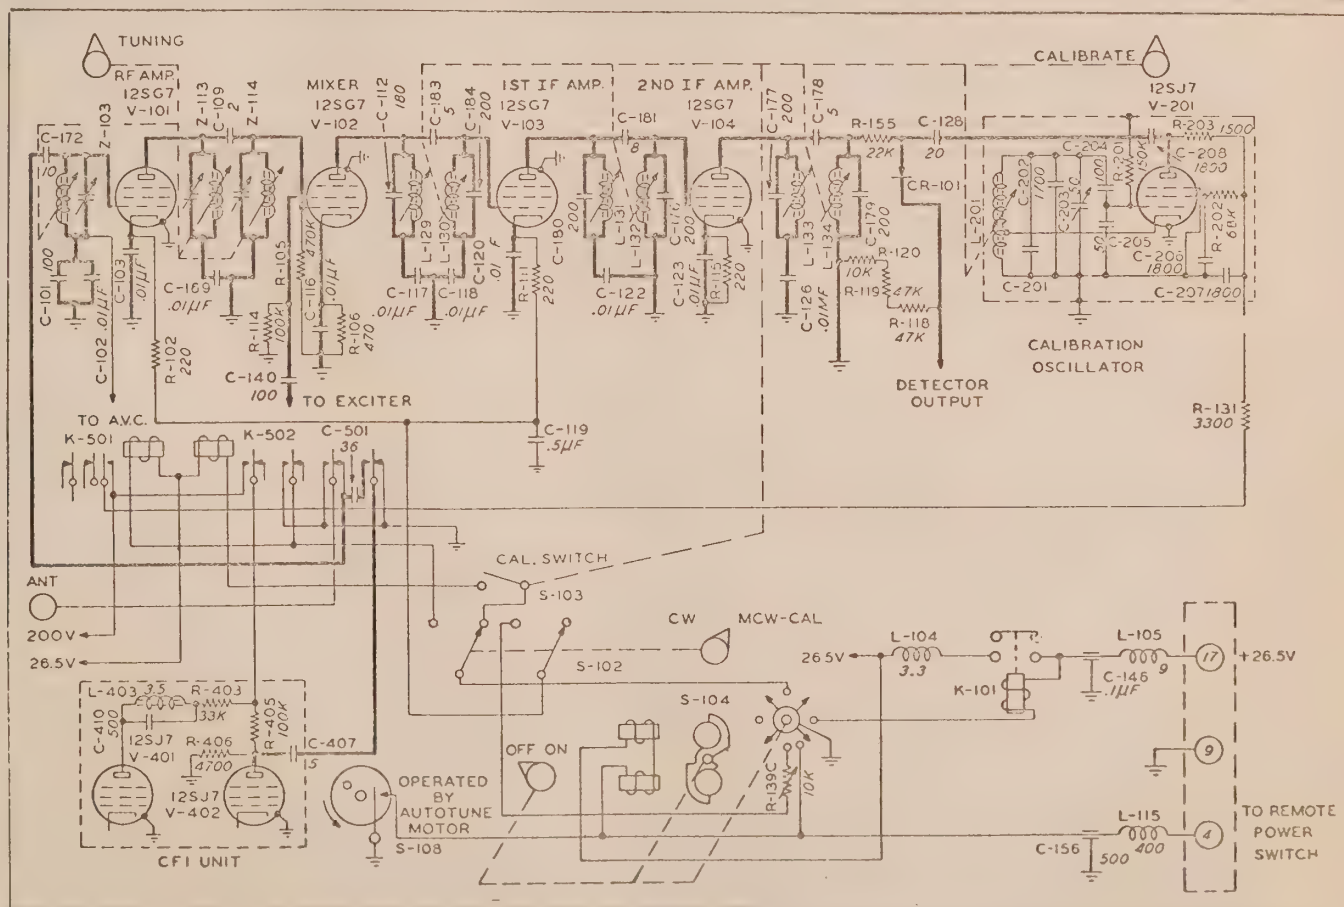 TUNING
RF AMP.
12SG7
V-101
Z-103
C-172
10
Z-113
C-109
2
Z-114
MIXER
12SG7
V-102
C-112
180
C-183
5
C-184
200
1ST IF AMP.
12SG7
V-103
C-181
8
2ND IF AMP.
12SG7
V-104
C-177
200
C-178
5
R-155
22K
C-128
20
CR-101
CALIBRATE
12SJ7
V-201
R-203
1500
C-204
100
R-201
150K
C-208
1800
C-202
1100
C-203
50
L-201
C-205
50
C-206
1800
R-202
68K
C-201
C-207
1800
CALIBRATION
OSCILLATOR
C-101
100
C-102
.01µF
C-103
.01µF
R-102
220
C-169
.01µF
R-105
470K
R-114
100K
C-116
.01µF
R-106
470
C-140
100
TO EXCITER
L-129
L-130
C-117
.01µF
C-118
.01µF
C-120
.01 F
R-111
220
C-180
200
L-131
L-132
C-122
.01µF
200
C-123
.01µF
220
L-133
L-134
C-126
.01MF
C-179
200
R-120
10K
R-119
47K
R-118
47K
DETECTOR
OUTPUT
R-131
3300
TO A.V.C.
K-501
K-502
C-501
36
C-119
.5µF
CAL. SWITCH
S-103
ANT
200V
26.5V
CW
MCW-CAL
S-102
26.5V
L-104
3.3
K-101
L-105
9
C-146
.1µF
17
+26.5V
L-403
3.5
R-403
33K
C-410
500
12SJ7
V-401
R-405
100K
R-406
4700
C-407
5
12SJ7
V-402
CFI UNIT
OPERATED
BY
AUTOTUNE
MOTOR
S-108
OFF ON
S-104
R-139C
10K
9
C-156
500
L-115
400
4
TO REMOTE
POWER
SWITCH